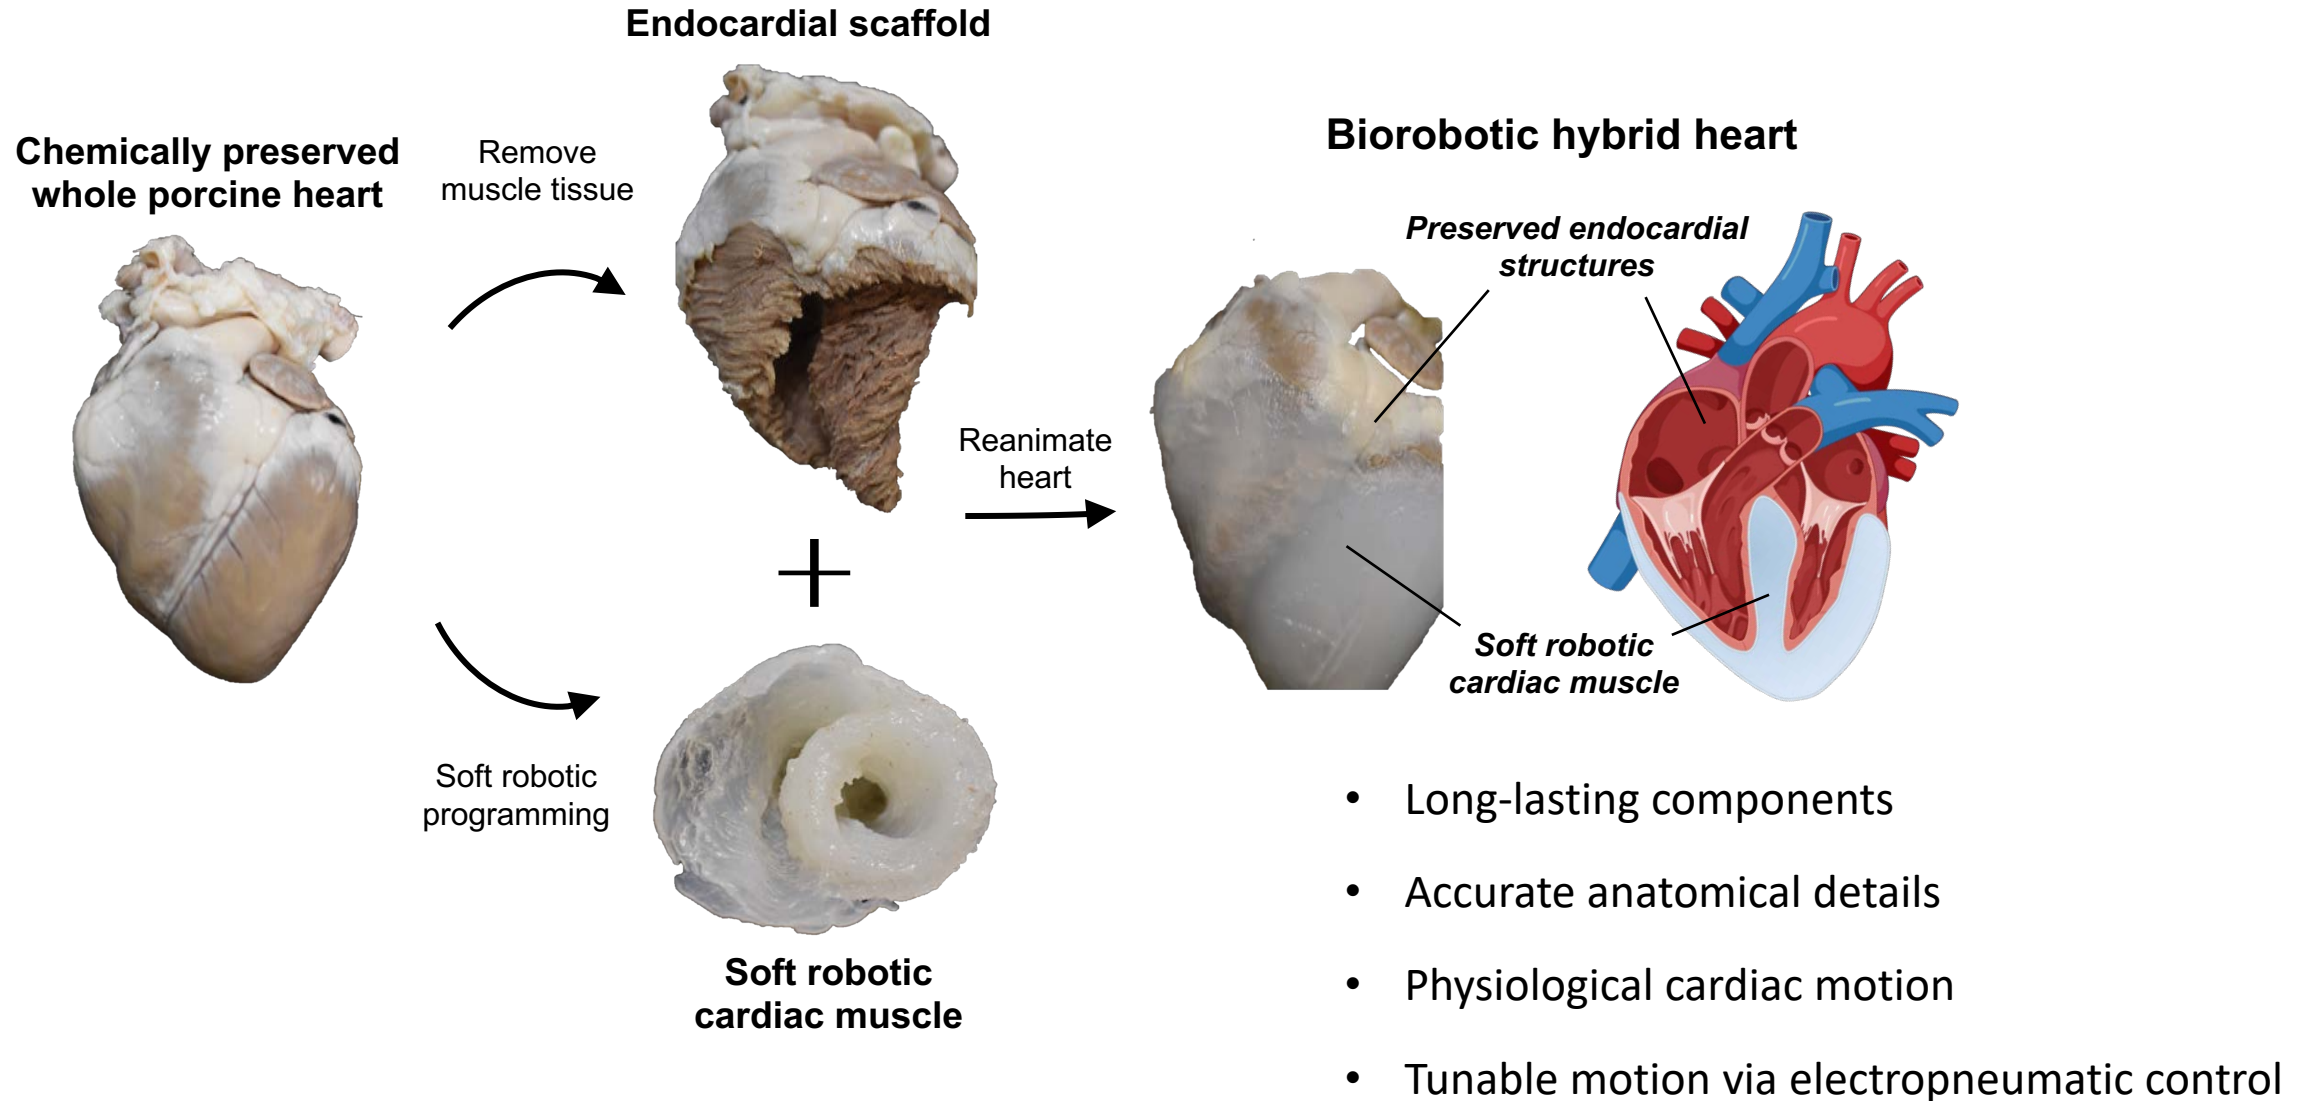 Endocardial scaffold
Chemically preserved
whole porcine heart
Remove
muscle tissue
Biorobotic hybrid heart
Preserved endocardial
structures
Reanimate
heart
Soft robotic
cardiac muscle
Soft robotic
programming
Soft robotic
cardiac muscle
• Long-lasting components
• Accurate anatomical details
• Physiological cardiac motion
• Tunable motion via electropneumatic control